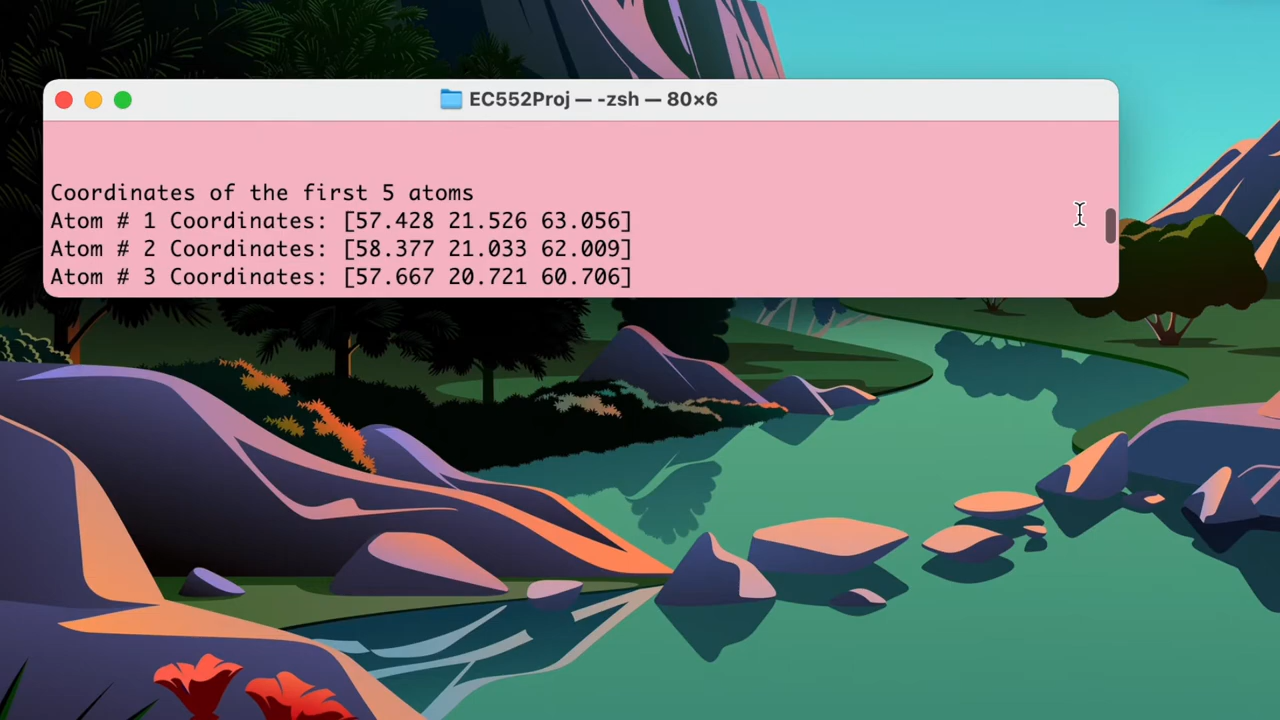 EC552Proj — -zsh — 80×6
Coordinates of the first 5 atoms
Atom # 1 Coordinates: [57.428 21.526 63.056]
Atom # 2 Coordinates: [58.377 21.033 62.009]
Atom # 3 Coordinates: [57.667 20.721 60.706]